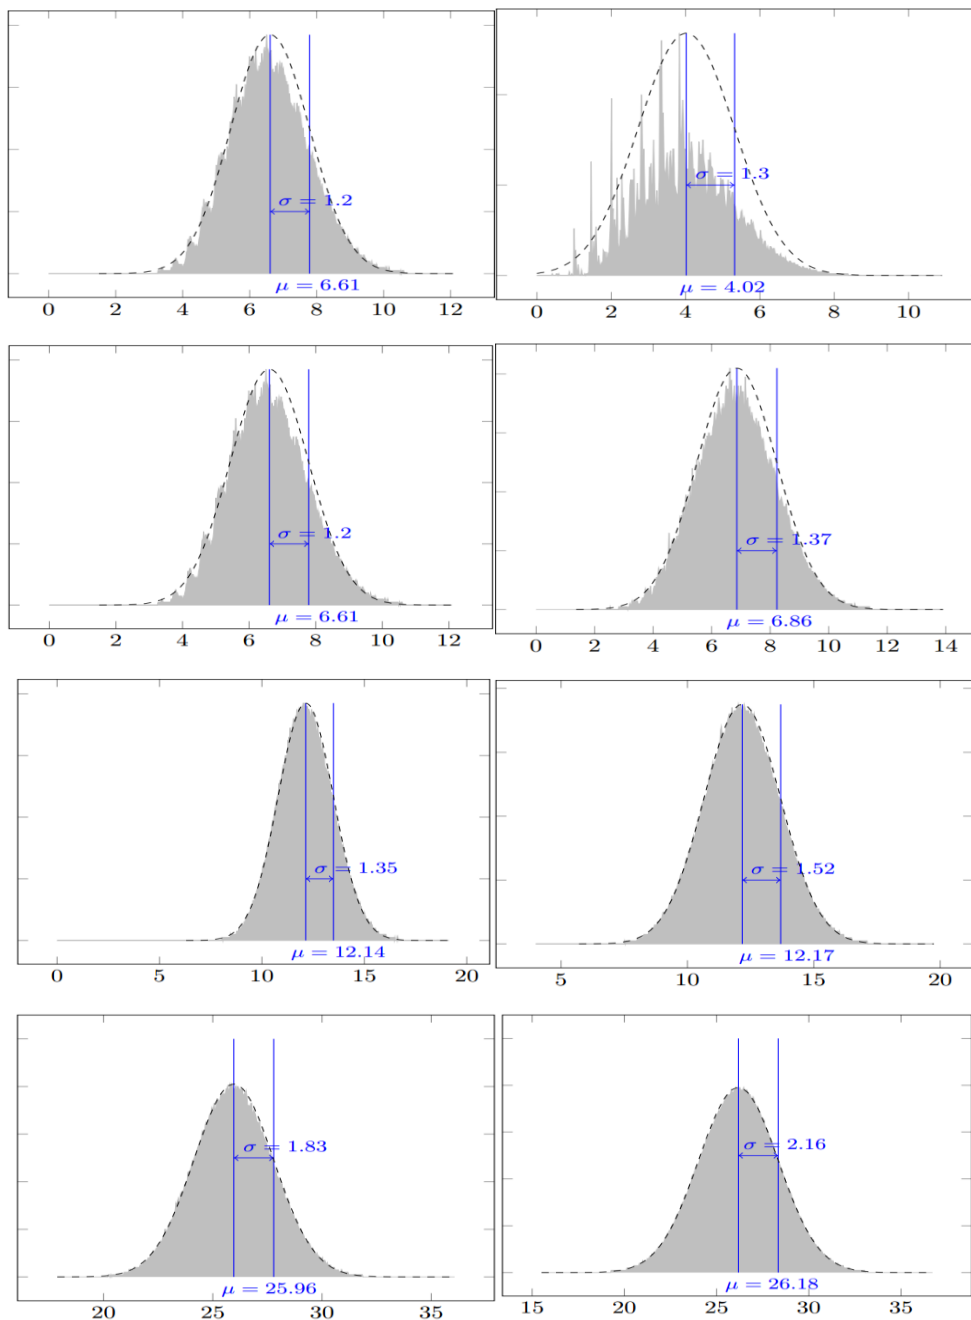 σ = 1.2
μ = 6.61
0 2 4 6 8 10 12
σ = 1.3
μ = 4.02
0 2 4 6 8 10
σ = 1.2
μ = 6.61
0 2 4 6 8 10 12
σ = 1.37
μ = 6.86
0 2 4 6 8 10 12 14
σ = 1.35
μ = 12.14
0 5 10 15 20
σ = 1.52
μ = 12.17
5 10 15 20
σ = 1.83
μ = 25.96
20 25 30 35
σ = 2.16
μ = 26.18
15 20 25 30 35